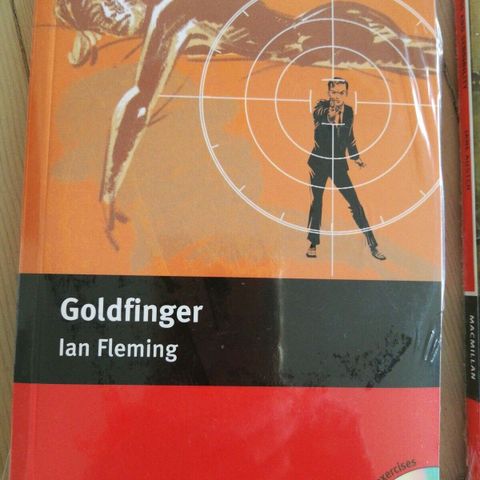 Goldfinger
Ian Fleming
exercises
MACMILLAN